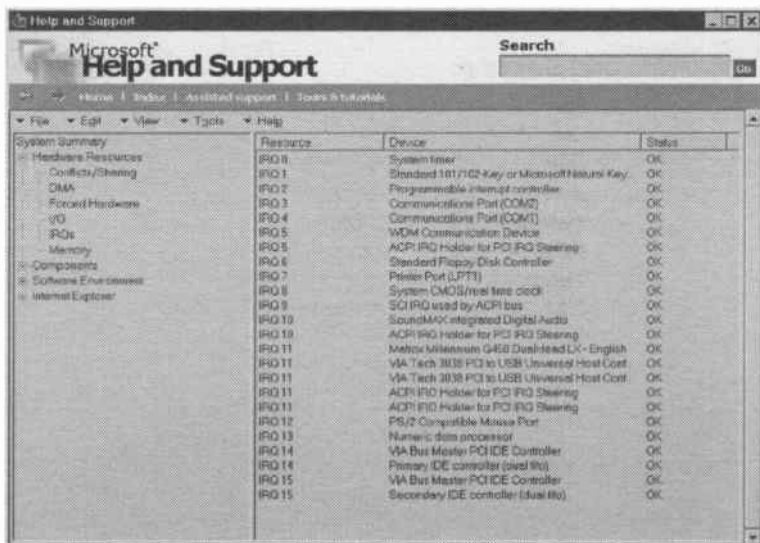 Help and Support
Microsoft
Help and Support
Search
Go
Home | Index | Assisted support | Tours & tutorials
File Edit View Tools Help
System Summary
Hardware Resources
Conflicts/Sharing
DMA
Forced Hardware
I/O
IRQs
Memory
Components
Software Environment
Internet Explorer
Resource Device Status
IRQ 0 System timer OK
IRQ 1 Standard 101/102-Key or Microsoft Natural Key OK
IRQ 2 Programmable interrupt controller OK
IRQ 3 Communications Port (COM2) OK
IRQ 4 Communications Port (COM1) OK
IRQ 5 WDM Communication Device OK
IRQ 5 ACPI IRQ Holder for PCI IRQ Steering OK
IRQ 6 Standard Floppy Disk Controller OK
IRQ 7 Printer Port (LPT1) OK
IRQ 8 System CMOS/real time clock OK
IRQ 9 SCI IRQ used by ACPI bus OK
IRQ 10 SoundMAX integrated Digital Audio OK
IRQ 10 ACPI IRQ Holder for PCI IRQ Steering OK
IRQ 11 Matrox Millennium G450 DualHead LX - English OK
IRQ 11 VIA Tech 3038 PCI to USB Universal Host Cont OK
IRQ 11 VIA Tech 3038 PCI to USB Universal Host Cont OK
IRQ 11 ACPI IRQ Holder for PCI IRQ Steering OK
IRQ 11 ACPI IRQ Holder for PCI IRQ Steering OK
IRQ 12 PS/2 Compatible Mouse Port OK
IRQ 13 Numeric data processor OK
IRQ 14 VIA Bus Master PCI IDE Controller OK
IRQ 14 Primary IDE controller (dual fifo) OK
IRQ 15 VIA Bus Master PCI IDE Controller OK
IRQ 15 Secondary IDE controller (dual fifo) OK